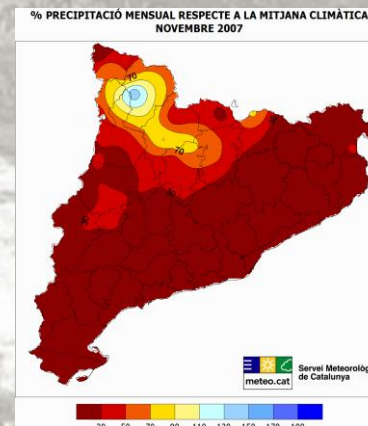 % PRECIPITACIÓ MENSUAL RESPECTE A LA MITJANA CLIMÀTICA
NOVEMBRE 2007
70
70
Servei Meteorològ
de Catalunya
meteo.cat
30 50 70 90 110 130 150 170 190